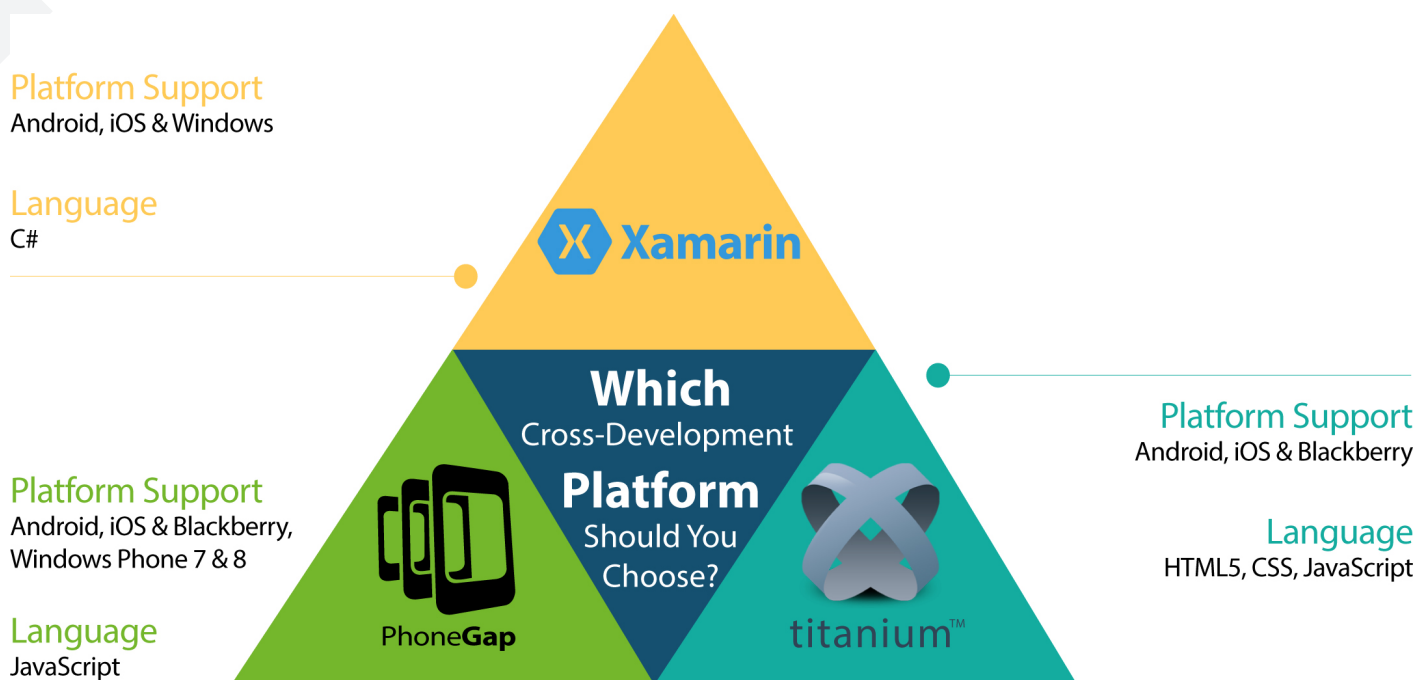 Platform Support
Android, iOS & Windows
Language
C#
X Xamarin
Which
Cross-Development
Platform
Should You
Choose?
Platform Support
Android, iOS & Blackberry,
Windows Phone 7 & 8
Language
JavaScript
PhoneGap
titanium™
Platform Support
Android, iOS & Blackberry
Language
HTML5, CSS, JavaScript